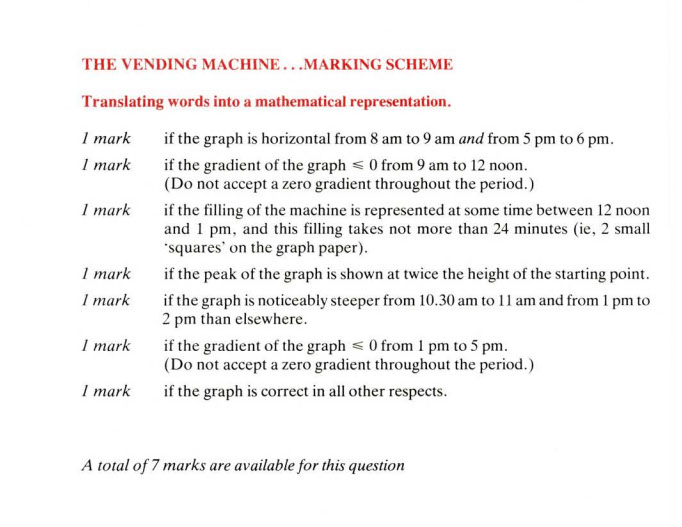 THE VENDING MACHINE...MARKING SCHEME
Translating words into a mathematical representation.
1 mark if the graph is horizontal from 8 am to 9 am and from 5 pm to 6 pm.
1 mark if the gradient of the graph ⩽ 0 from 9 am to 12 noon.
(Do not accept a zero gradient throughout the period.)
1 mark if the filling of the machine is represented at some time between 12 noon
and 1 pm, and this filling takes not more than 24 minutes (ie, 2 small
'squares' on the graph paper).
1 mark if the peak of the graph is shown at twice the height of the starting point.
1 mark if the graph is noticeably steeper from 10.30 am to 11 am and from 1 pm to
2 pm than elsewhere.
1 mark if the gradient of the graph ⩽ 0 from 1 pm to 5 pm.
(Do not accept a zero gradient throughout the period.)
1 mark if the graph is correct in all other respects.
A total of 7 marks are available for this question